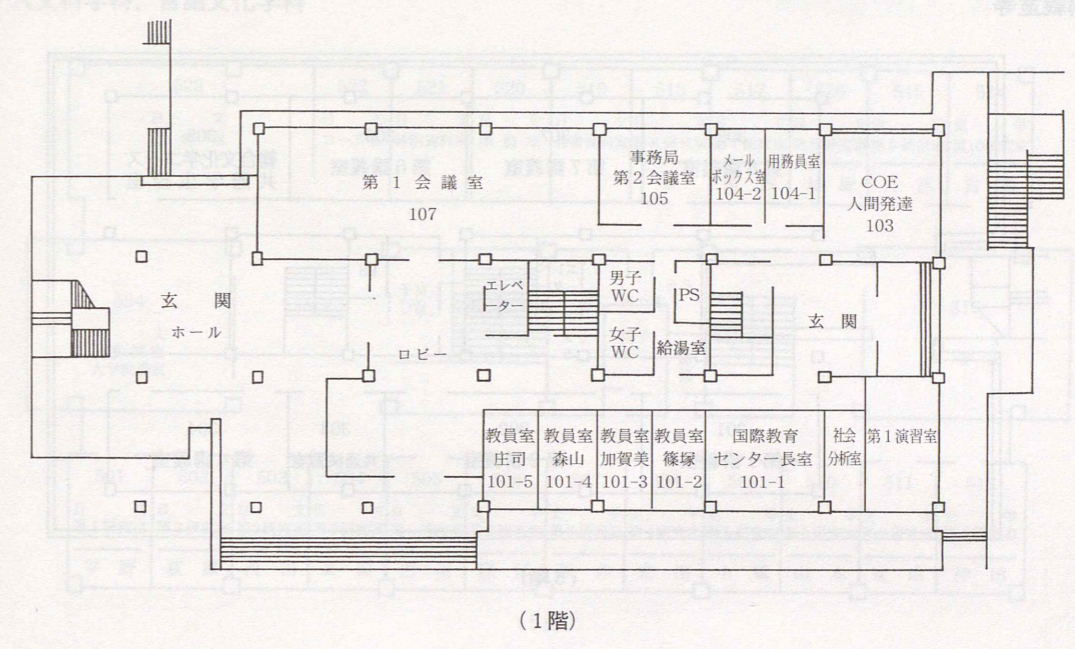 第1会議室
107
事務局
第2会議室
105
メール
ボックス室
104-2
用務員室
104-1
COE
人間発達
103
玄関
ホール
ロビー
エレベ
ーター
男子
WC
女子
WC
PS
給湯室
玄関
教員室
庄司
101-5
教員室
森山
101-4
教員室
加賀美
101-3
教員室
篠塚
101-2
国際教育
センター長室
101-1
社会
分析室
第1演習室
(1階)